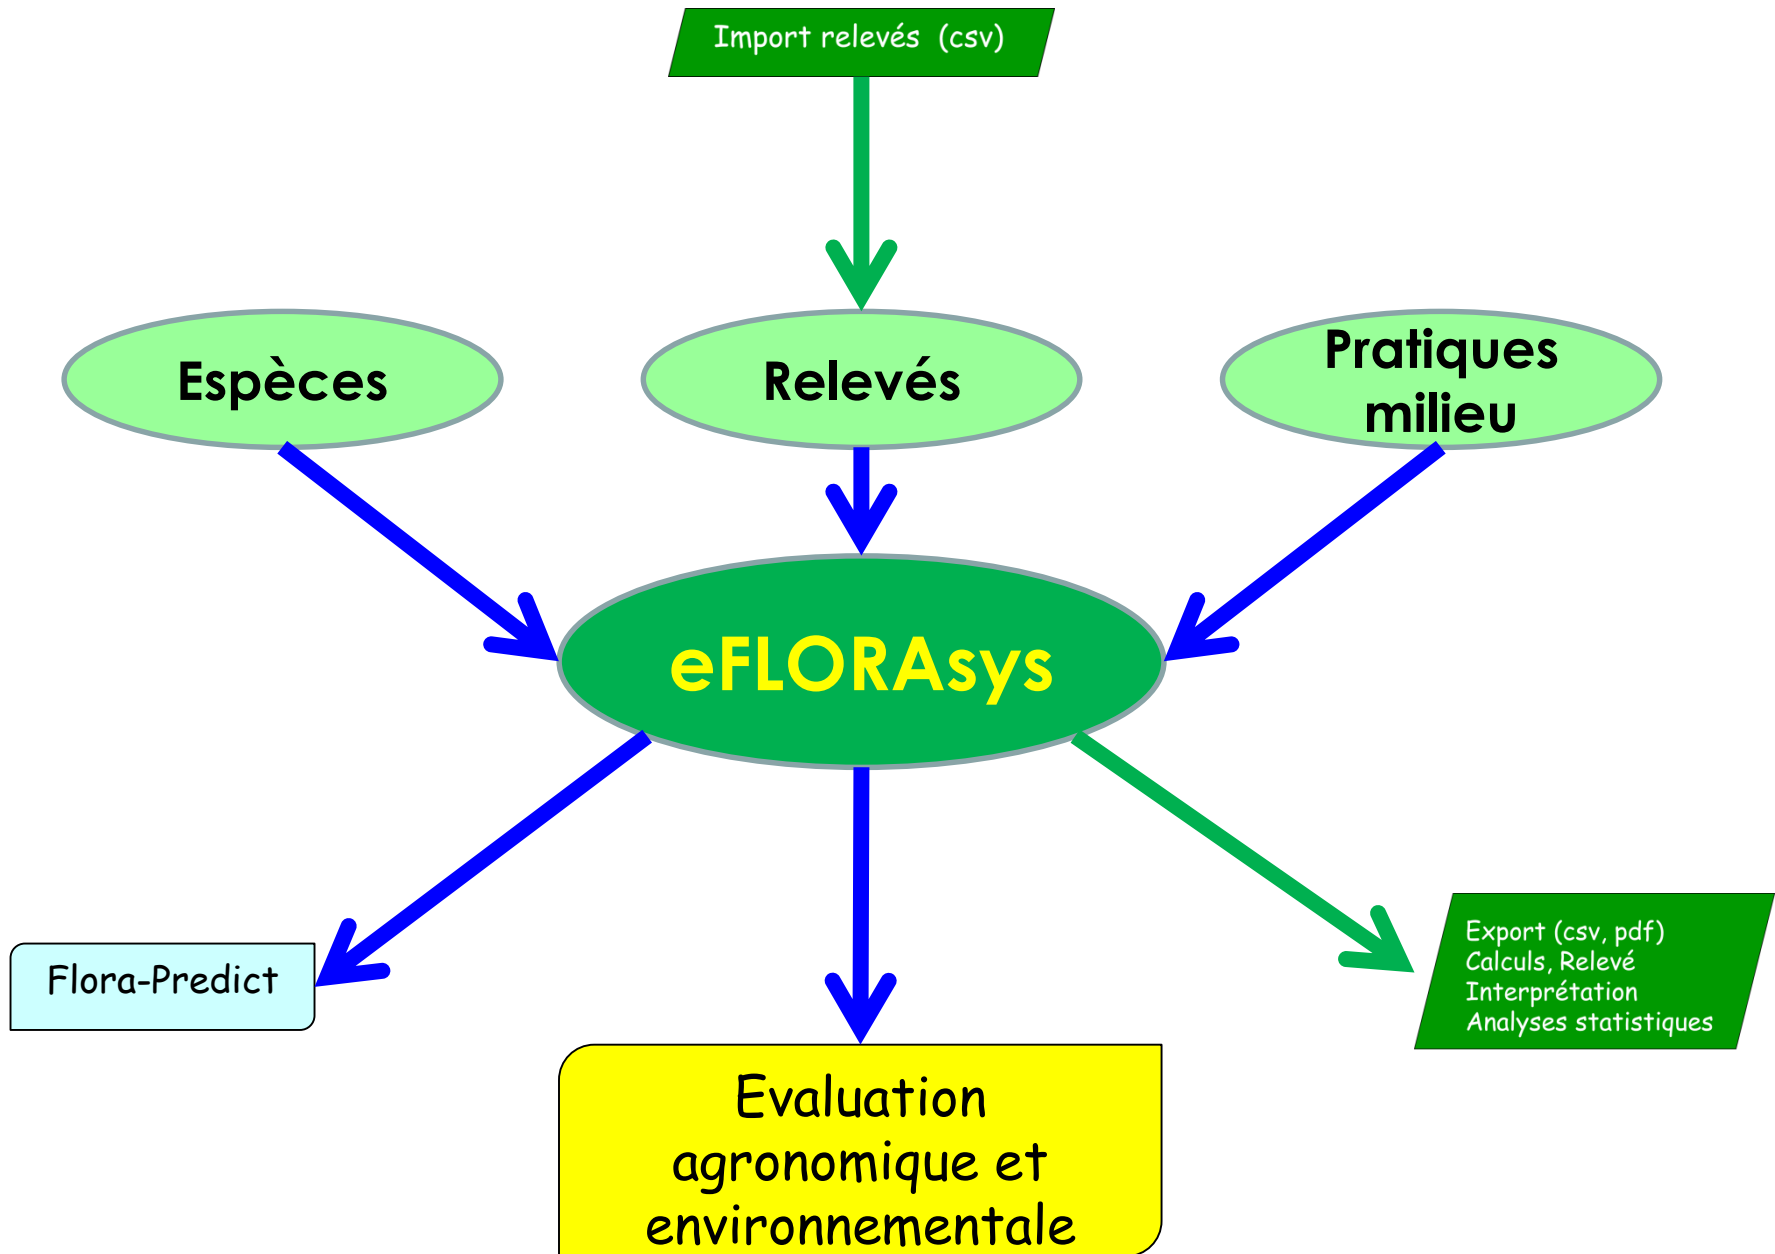 Import relevés (csv)
Espèces
Relevés
Pratiques
milieu
eFLORAsys
Flora-Predict
Export (csv, pdf)
Calculs, Relevé
Interprétation
Analyses statistiques
Evaluation
agronomique et
environnementale